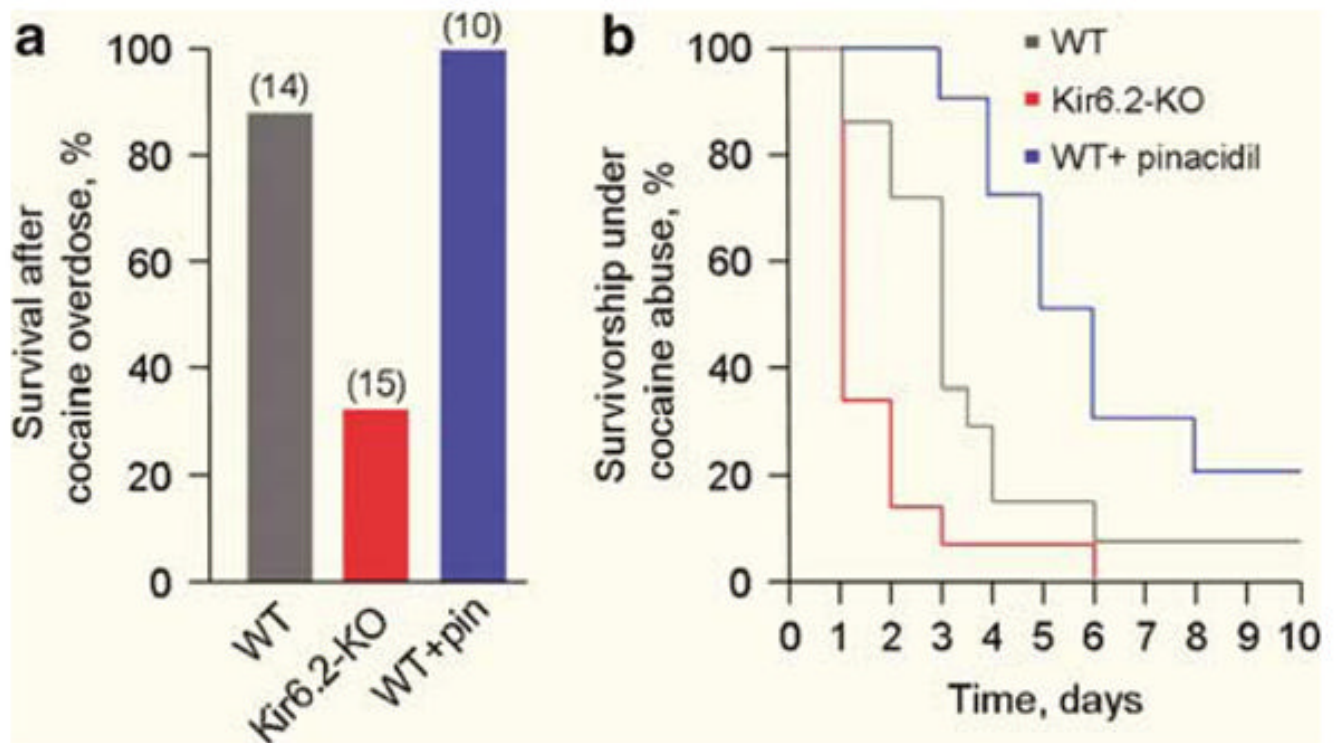 a
Survival after
cocaine overdose, %
100
80
60
40
20
0
(14)
(15)
(10)
WT
Kir6.2-KO
WT+pin
b
Survivorship under
cocaine abuse, %
100
80
60
40
20
0
WT
Kir6.2-KO
WT+ pinacidil
0 1 2 3 4 5 6 7 8 9 10
Time, days